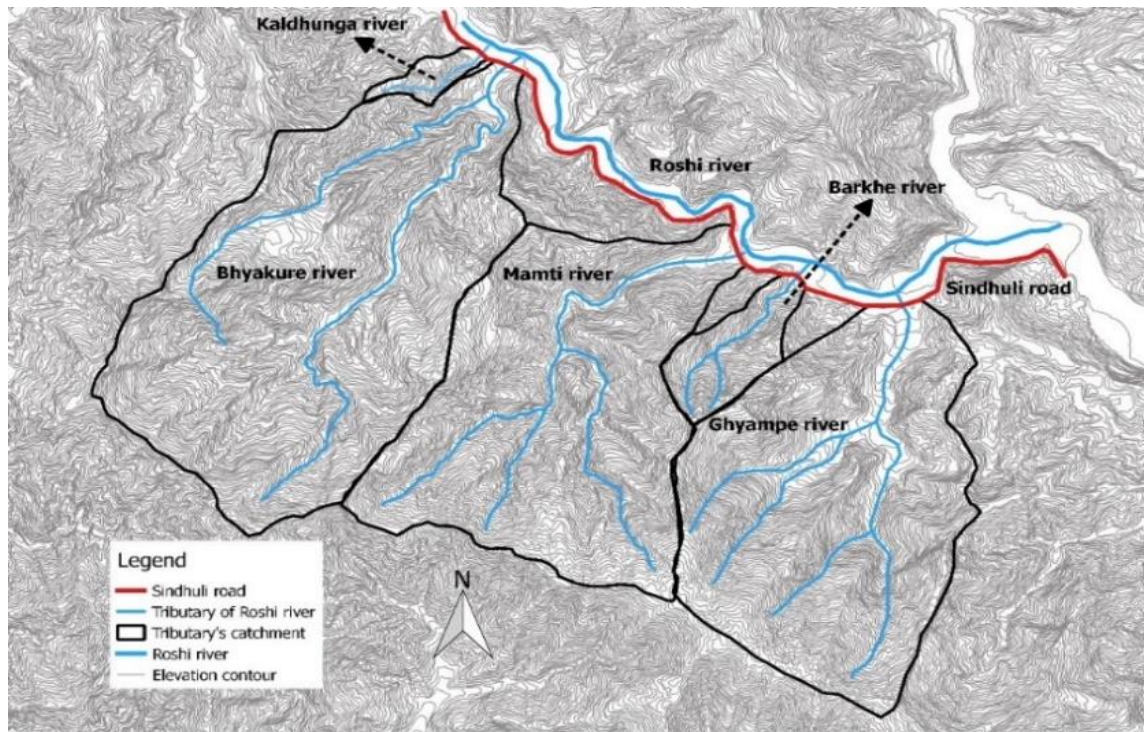 Kaldhunga river
Roshi river
Barkhe river
Bhyakure river
Mamti river
Sindhuli road
Ghyampe river
Legend
Sindhuli road
Tributary of Roshi river
Tributary's catchment
Roshi river
Elevation contour
N